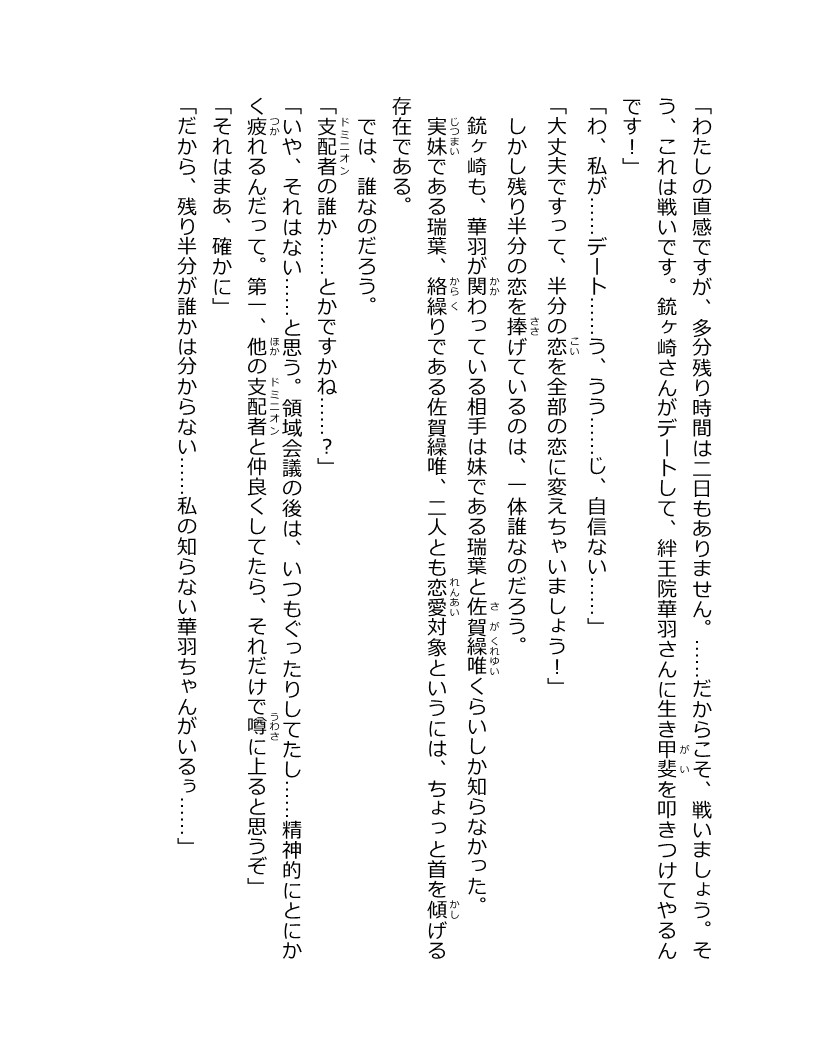 「わたしの直感ですが、多分残り時間は二日もありません。……だからこそ、戦いましょう。そ
う、これは戦いです。銃ヶ崎さんがデートして、絆王院華羽さんに生き甲斐を叩きつけてやるん
です！」
「わ、私が……デート……う、うう……じ、自信ない……」
「大丈夫ですって、半分の恋を全部の恋に変えちゃいましょう！」
しかし残り半分の恋を捧げているのは、一体誰なのだろう。
銃ヶ崎も、華羽が関わっている相手は妹である瑞葉と佐賀繰唯くらいしか知らなかった。
実妹である瑞葉、絡繰りである佐賀繰唯、二人とも恋愛対象というには、ちょっと首を傾げる
存在である。
では、誰なのだろう。
「支配者の誰か……とかですかね……？」
「いや、それはない……と思う。領域会議の後は、いつもぐったりしてたし……精神的にとにか
く疲れるんだって。第一、他の支配者と仲良くしてたら、それだけで噂に上ると思うぞ」
「それはまあ、確かに」
「だから、残り半分が誰かは分からない……私の知らない華羽ちゃんがいるぅ……」